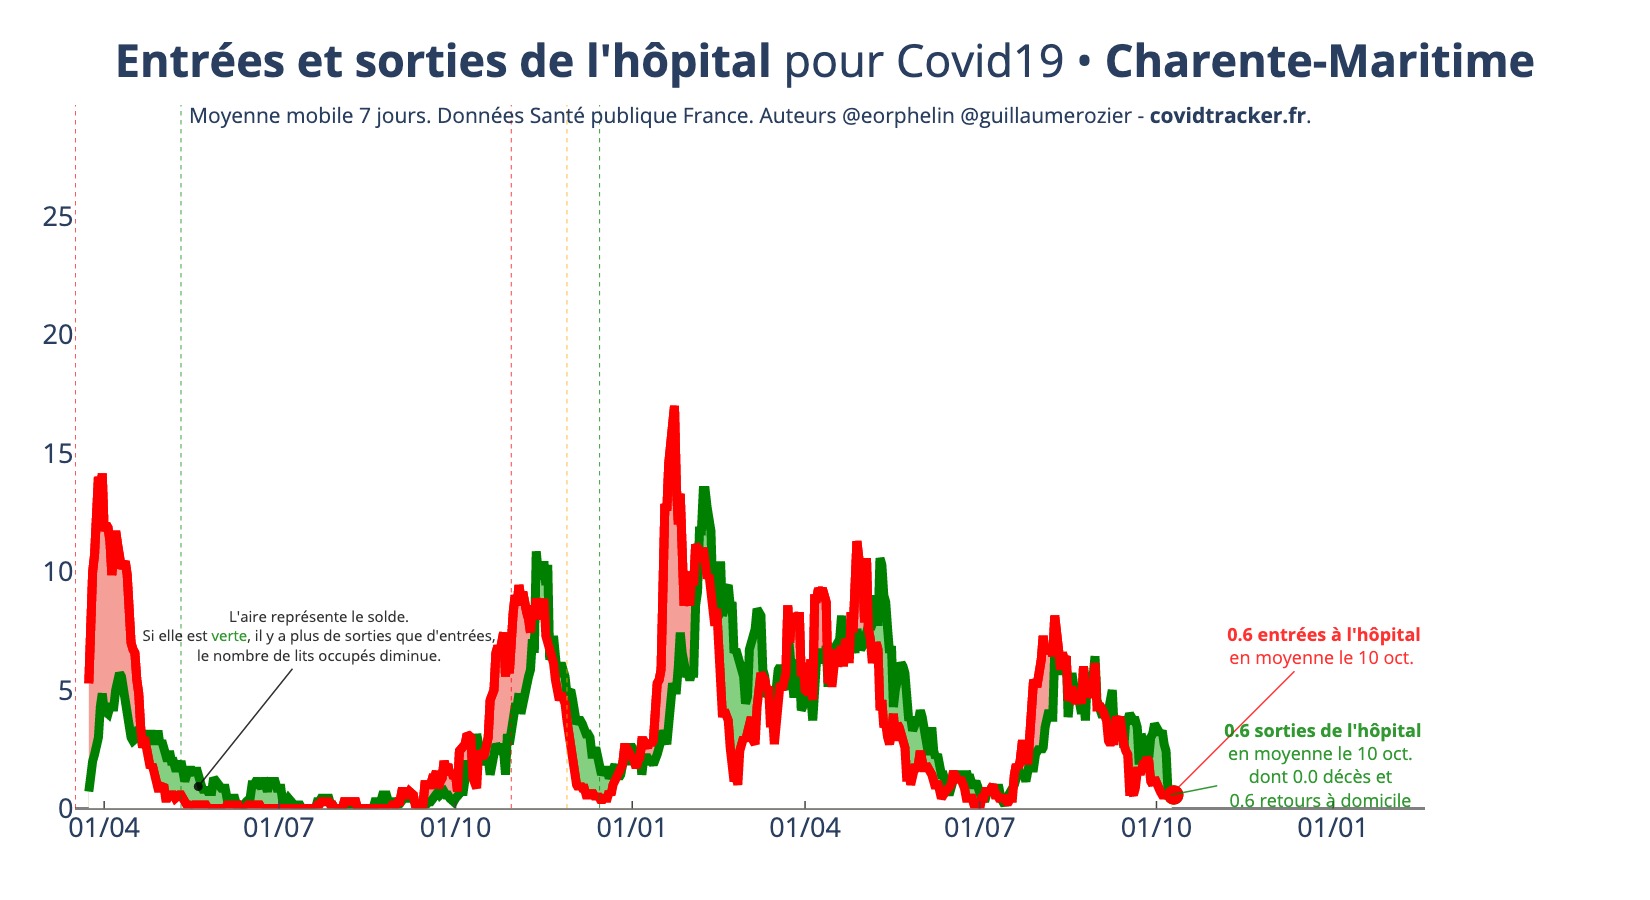 Entrées et sorties de l'hôpital pour Covid19 • Charente-Maritime
Moyenne mobile 7 jours. Données Santé publique France. Auteurs @eorphelin @guillaumerozier - covidtracker.fr.
25
20
15
10
5
0
L'aire représente le solde.
Si elle est verte, il y a plus de sorties que d'entrées,
le nombre de lits occupés diminue.
0.6 entrées à l'hôpital
en moyenne le 10 oct.
0.6 sorties de l'hôpital
en moyenne le 10 oct.
dont 0.0 décès et
0.6 retours à domicile
01/04 01/07 01/10 01/01 01/04 01/07 01/10 01/01